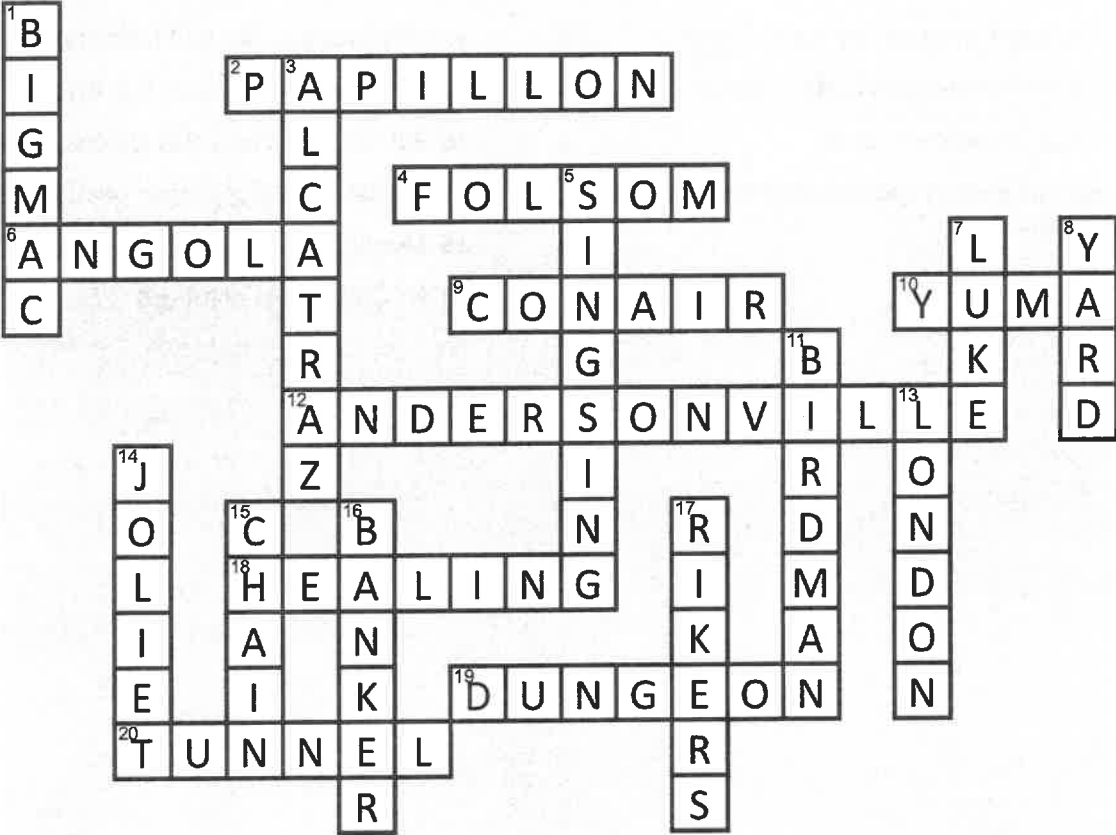 1 B
I 2 P 3 A P I L L O N
G L
M C 4 F O L 5 S O M
6 A N G O L A I 7 L 8 Y
C T 9 C O N A I R 10 Y U M A
R G 11 B K R
12 A N D E R S O N V I L 13 L E D
14 J Z I R O
O 15 C 16 B N 17 R D N
L 18 H E A L I N G I M D
I A N K A O
E I K 19 D U N G E O N N
20 T U N N E L R
R S